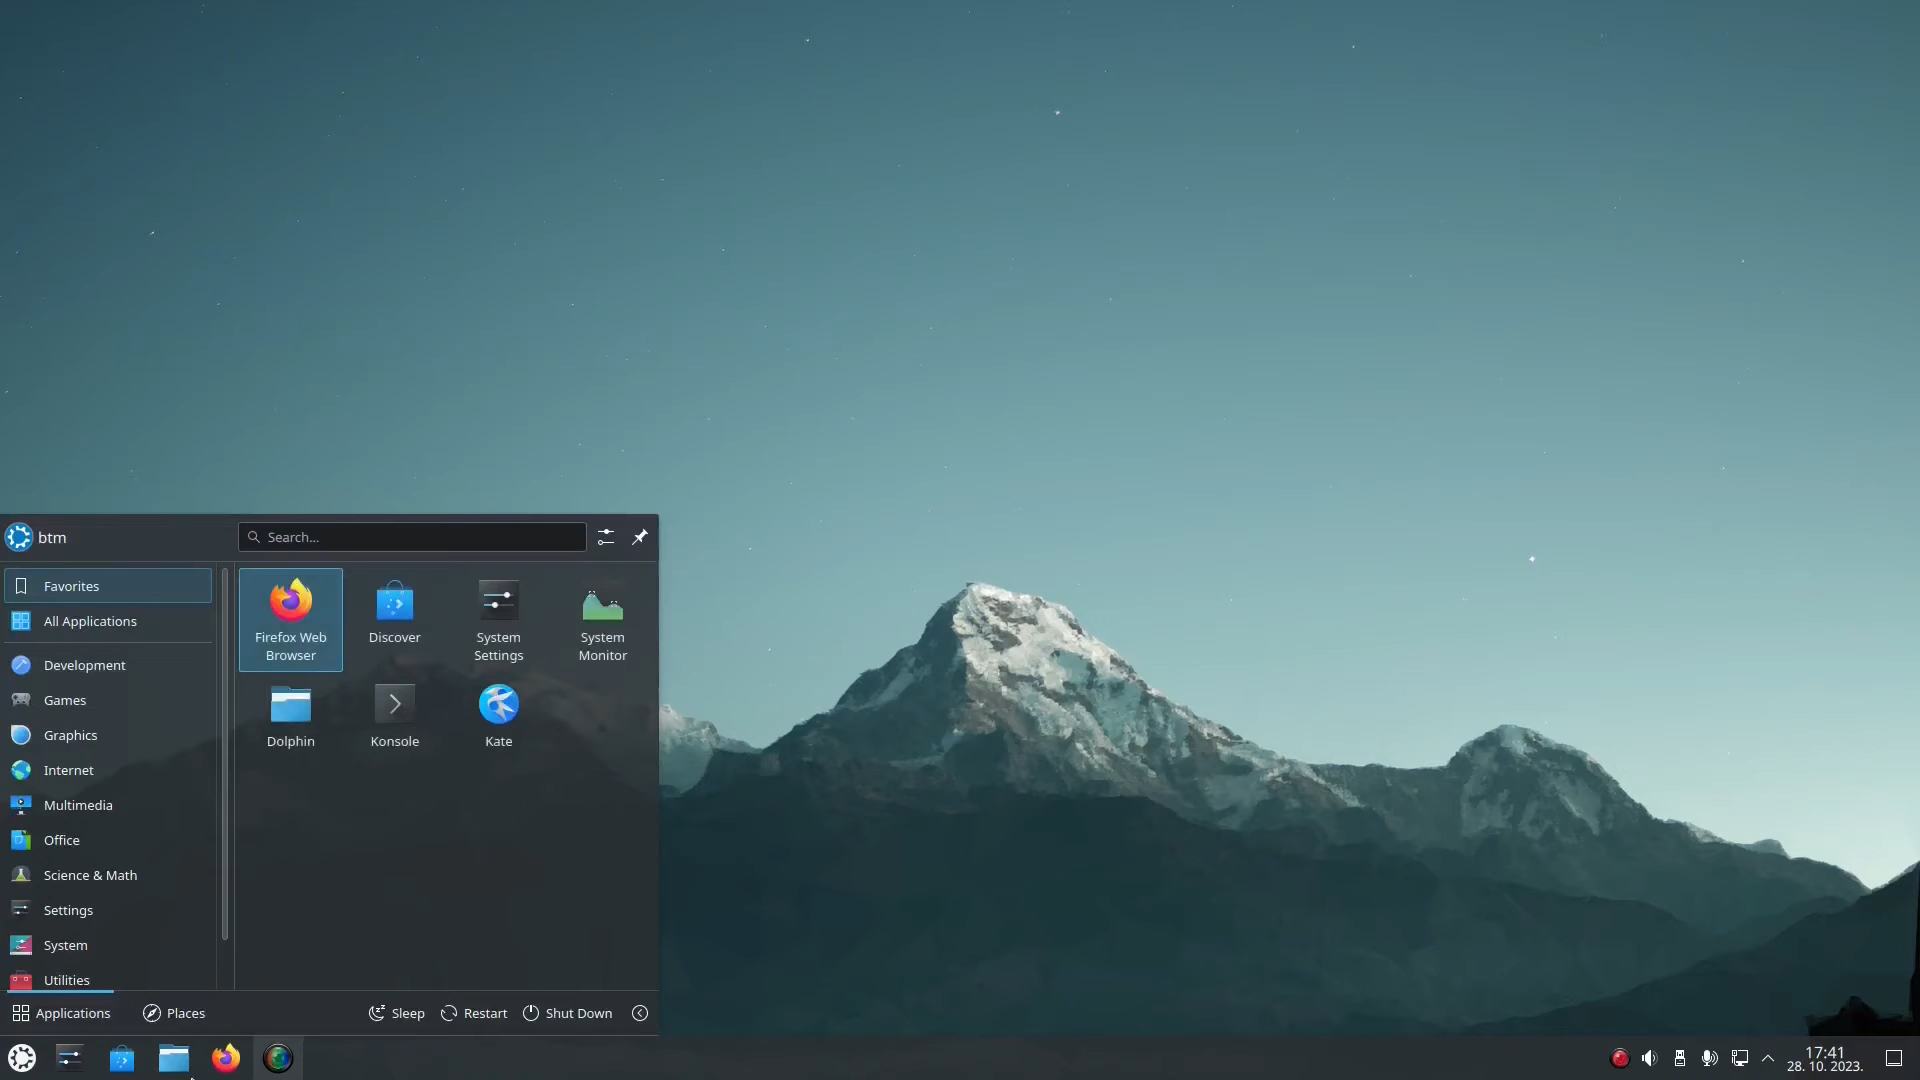 btm
Search...
Favorites
All Applications
Development
Games
Graphics
Internet
Multimedia
Office
Science & Math
Settings
System
Utilities
Firefox Web
Browser
Discover
System
Settings
System
Monitor
Dolphin
Konsole
Kate
Applications
Places
Sleep
Restart
Shut Down
17:41
28. 10. 2023.